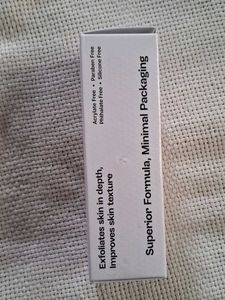 Exfoliates skin in depth,
Improves skin texture
Acrylate Free • Paraben Free
Phthalate Free • Silicone Free
Superior Formula, Minimal Packaging